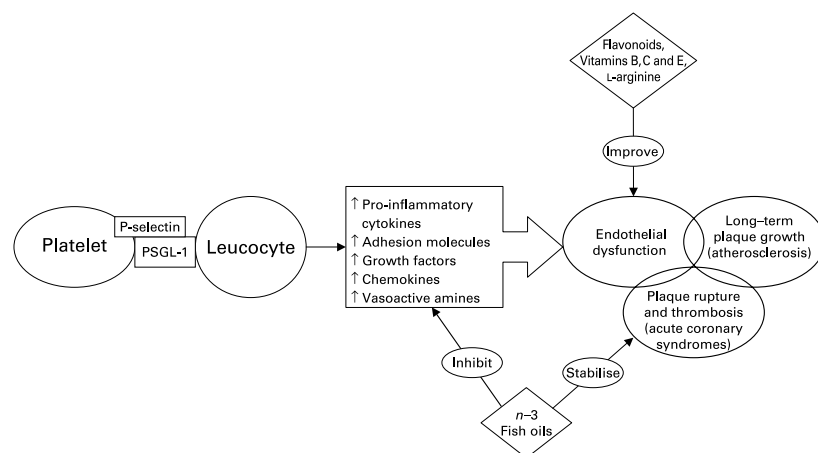 Flavonoids,
Vitamins B, C and E,
L-arginine
Improve
Platelet
P-selectin
PSGL-1
Leucocyte
↑ Pro-inflammatory
cytokines
↑ Adhesion molecules
↑ Growth factors
↑ Chemokines
↑ Vasoactive amines
Endothelial
dysfunction
Long–term
plaque growth
(atherosclerosis)
Plaque rupture
and thrombosis
(acute coronary
syndromes)
Inhibit
Stabilise
n–3
Fish oils